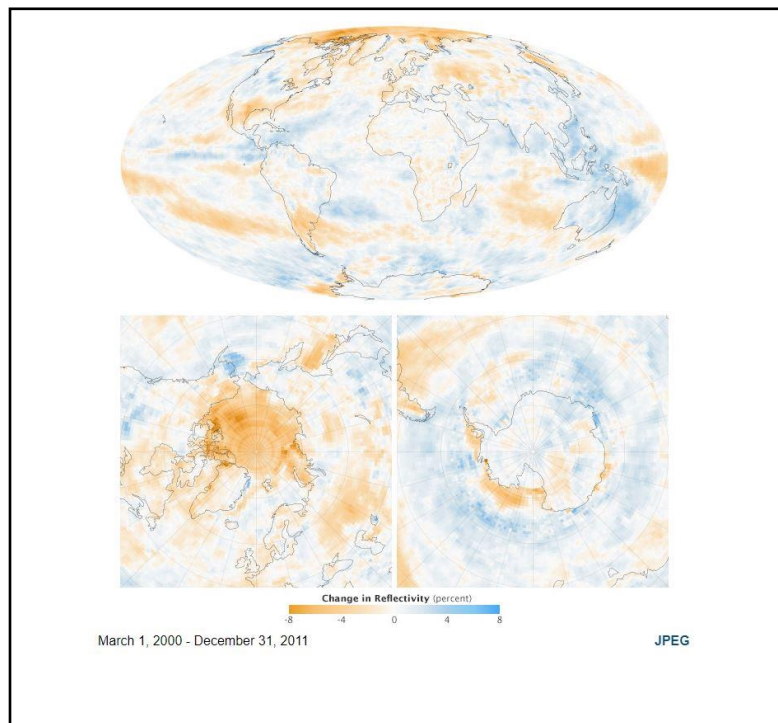 Change in Reflectivity (percent)
-8 -4 0 4 8
March 1, 2000 - December 31, 2011 JPEG